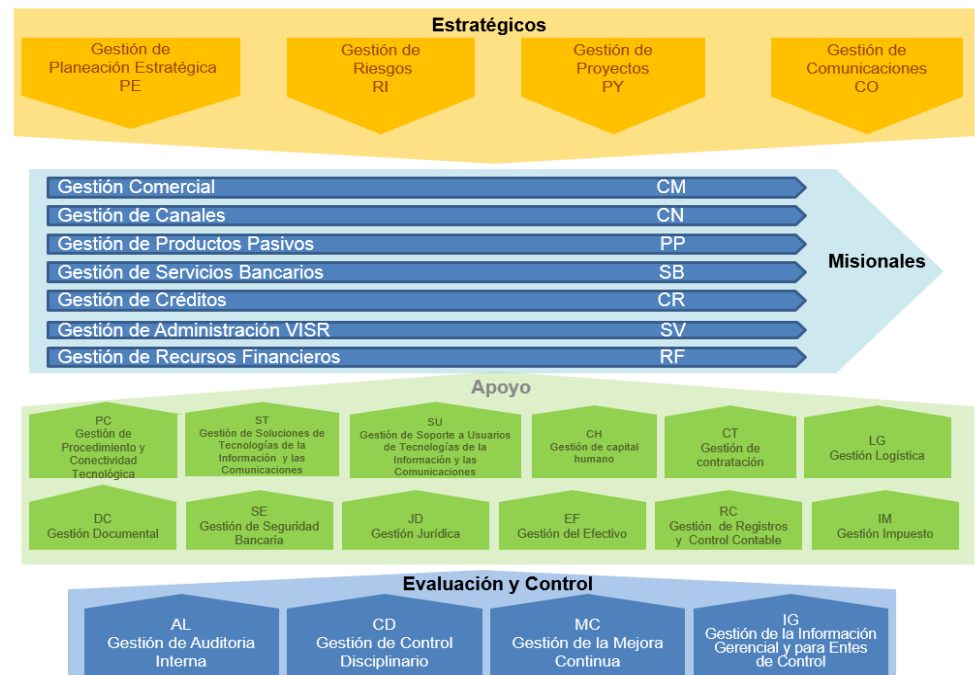 Estratégicos
Gestión de
Planeación Estratégica
PE
Gestión de
Riesgos
RI
Gestión de
Proyectos
PY
Gestión de
Comunicaciones
CO
Gestión Comercial CM
Gestión de Canales CN
Gestión de Productos Pasivos PP
Gestión de Servicios Bancarios SB
Gestión de Créditos CR
Gestión de Administración VISR SV
Gestión de Recursos Financieros RF
Misionales
Apoyo
PC
Gestión de
Procedimiento y
Conectividad
Tecnológica
ST
Gestión de Soluciones de
Tecnologías de la
Información y las
Comunicaciones
SU
Gestión de Soporte a Usuarios
de Tecnologías de la
Información y las
Comunicaciones
CH
Gestión de capital
humano
CT
Gestión de
contratación
LG
Gestión Logística
DC
Gestión Documental
SE
Gestión de Seguridad
Bancaria
JD
Gestión Jurídica
EF
Gestión del Efectivo
RC
Gestión de Registros
y Control Contable
IM
Gestión Impuesto
Evaluación y Control
AL
Gestión de Auditoria
Interna
CD
Gestión de Control
Disciplinario
MC
Gestión de la Mejora
Continua
IG
Gestión de la Información
Gerencial y para Entes
de Control